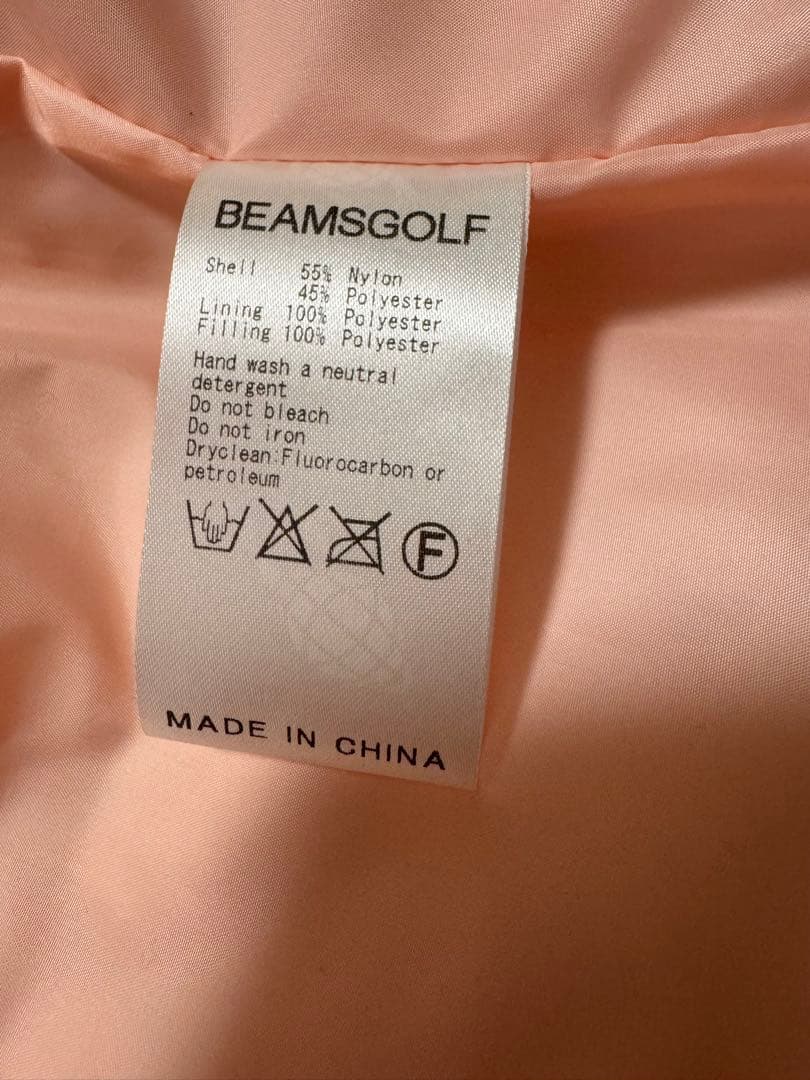 BEAMSGOLF
Shell 55% Nylon
45% Polyester
Lining 100% Polyester
Filling 100% Polyester
Hand wash a neutral
detergent
Do not bleach
Do not iron
Dryclean:Fluorocarbon or
petroleum
F
MADE IN CHINA